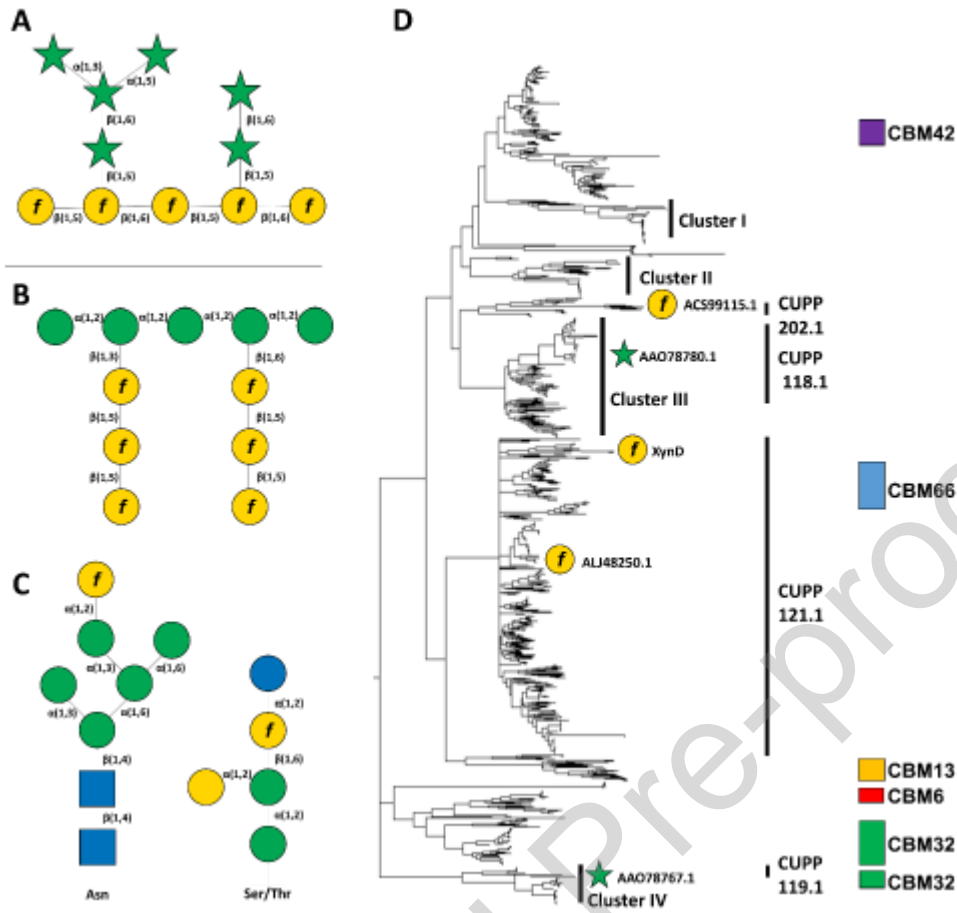 A
α(1,3)
α(1,5)
β(1,6)
β(1,6)
β(1,5)
β(1,5)
f f f f f
β(1,5) β(1,6) β(1,5) β(1,6)
B
α(1,2) α(1,2) α(1,2) α(1,2)
β(1,3) β(1,6)
f f
β(1,5) β(1,5)
f f
β(1,5) β(1,5)
f f
C
f
α(1,2)
α(1,3) α(1,6)
α(1,3) α(1,6)
β(1,4)
β(1,4)
Asn
α(1,2)
f
β(1,6)
α(1,2)
α(1,2)
Ser/Thr
D
Cluster I
Cluster II
f ACS99115.1
AAO78780.1
Cluster III
f XynD
f ALJ48250.1
AAO78767.1
Cluster IV
CUPP
202.1
CUPP
118.1
CUPP
121.1
CUPP
119.1
CBM42
CBM66
CBM13
CBM6
CBM32
CBM32
Pre-proo